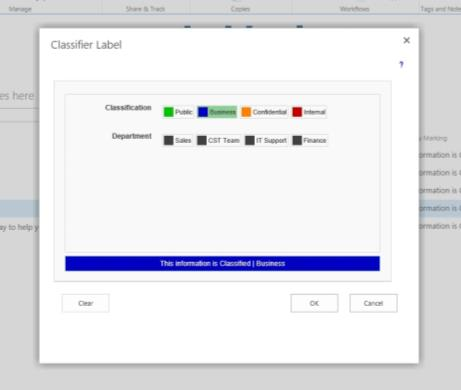 Manage Share & Track Copies Workflows Tags and Note
Classifier Label ×
?
es here
Classification Public Business Confidential Internal
Department Sales CST Team IT Support Finance
y Marking
ormation is C
ormation is C
ormation is C
ormation is C
ay to help y ormation is C
This information is Classified | Business
Clear OK Cancel